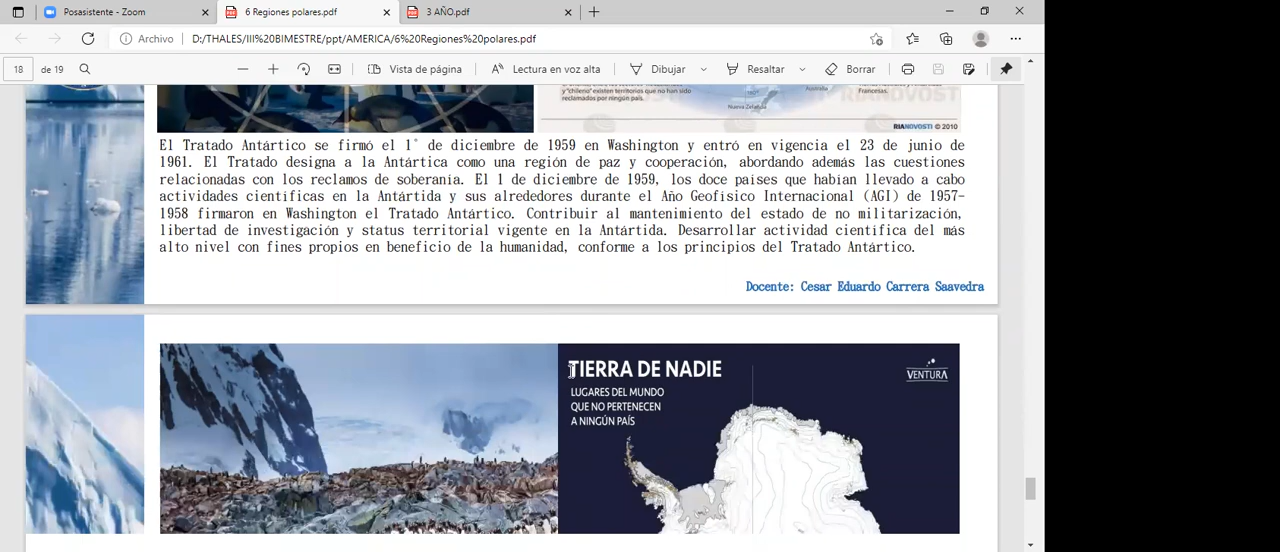 Posasistente - Zoom
6 Regiones polares.pdf
3 AÑO.pdf
Archivo D:/THALES/III%20BIMESTRE/ppt/AMERICA/6%20Regiones%20polares.pdf
18 de 19 Vista de página Lectura en voz alta Dibujar Resaltar Borrar
y "chileno" existen territorios que no han sido
reclamados por ningún país.
180°
Nueva Zelandia
Australia
Francesas.
RIANOVOSTI
RIANOVOSTI © 2010
El Tratado Antártico se firmó el 1° de diciembre de 1959 en Washington y entró en vigencia el 23 de junio de
1961. El Tratado designa a la Antártica como una región de paz y cooperación, abordando además las cuestiones
relacionadas con los reclamos de soberanía. El 1 de diciembre de 1959, los doce países que habían llevado a cabo
actividades científicas en la Antártida y sus alrededores durante el Año Geofísico Internacional (AGI) de 1957-
1958 firmaron en Washington el Tratado Antártico. Contribuir al mantenimiento del estado de no militarización,
libertad de investigación y status territorial vigente en la Antártida. Desarrollar actividad científica del más
alto nivel con fines propios en beneficio de la humanidad, conforme a los principios del Tratado Antártico.
Docente: Cesar Eduardo Carrera Saavedra
TIERRA DE NADIE
VENTURA
LUGARES DEL MUNDO
QUE NO PERTENECEN
A NINGÚN PAÍS